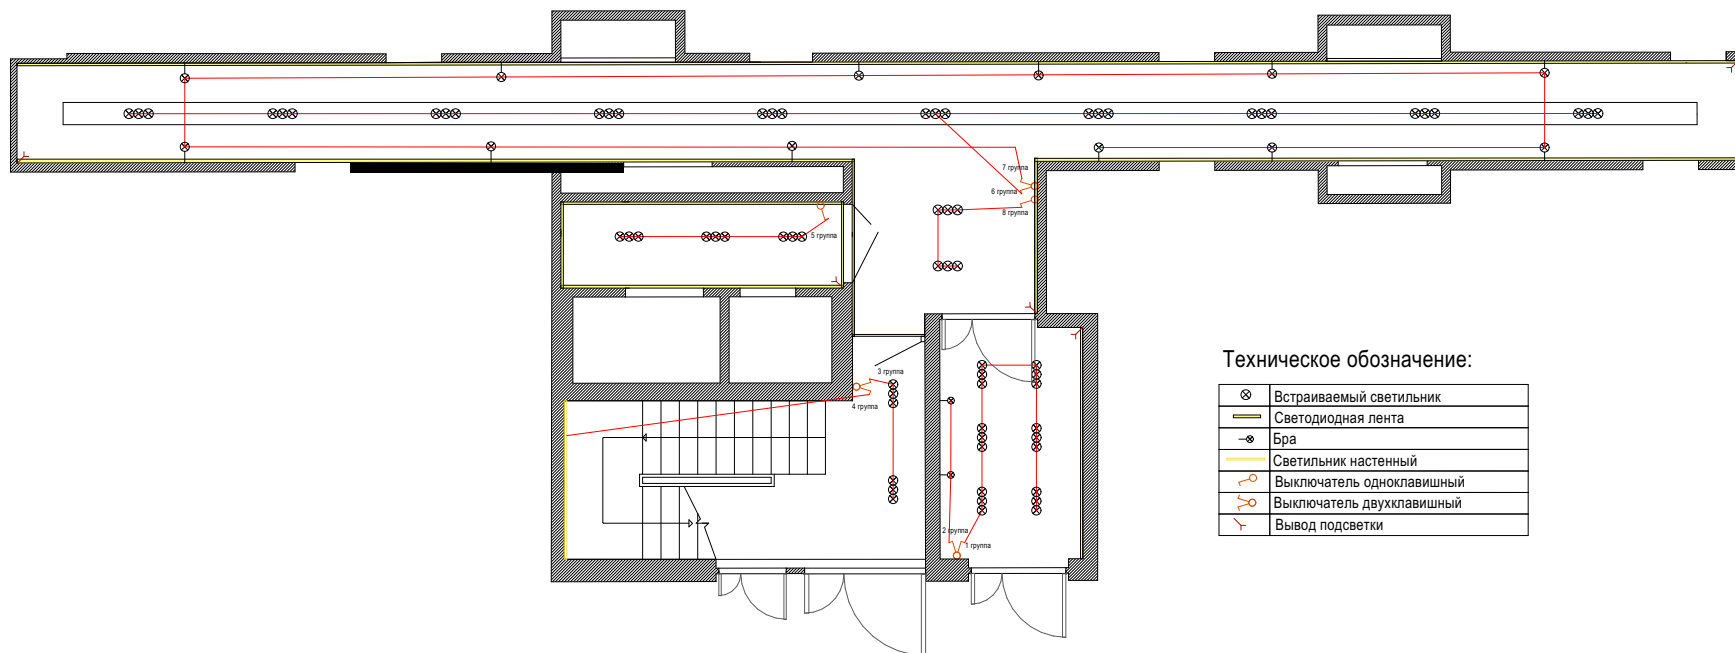 7 группа
6 группа
8 группа
5 группа
3 группа
4 группа
2 группа
1 группа
Техническое обозначение:
Встраиваемый светильник
Светодиодная лента
Бра
Светильник настенный
Выключатель одноклавишный
Выключатель двухклавишный
Вывод подсветки